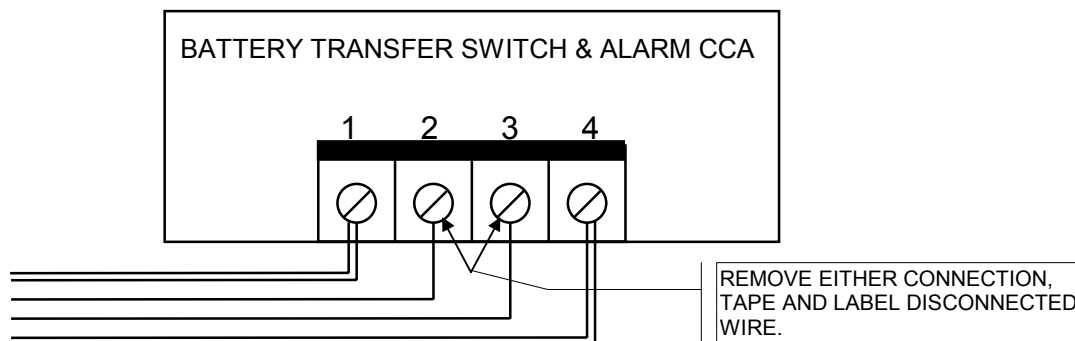 BATTERY TRANSFER SWITCH & ALARM CCA
1 2 3 4
REMOVE EITHER CONNECTION,
TAPE AND LABEL DISCONNECTED
WIRE.